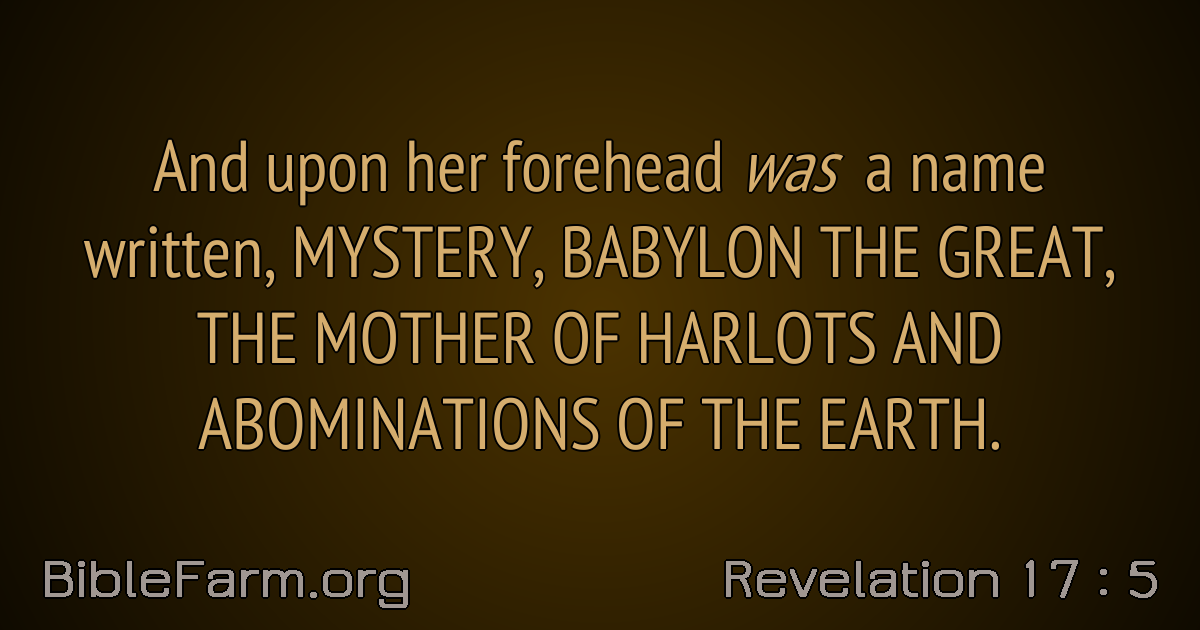 And upon her forehead was a name
written, MYSTERY, BABYLON THE GREAT,
THE MOTHER OF HARLOTS AND
ABOMINATIONS OF THE EARTH.
BibleFarm.org
Revelation 17 : 5